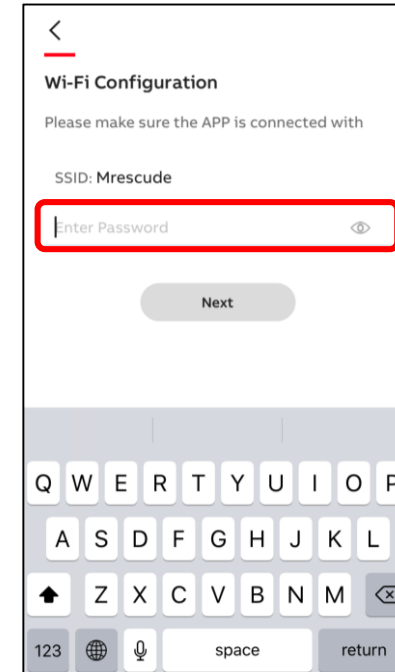 Wi-Fi Configuration
Please make sure the APP is connected with
SSID: Mrescude
Enter Password
Next
Q W E R T Y U I O P
A S D F G H J K L
Z X C V B N M
123 space return